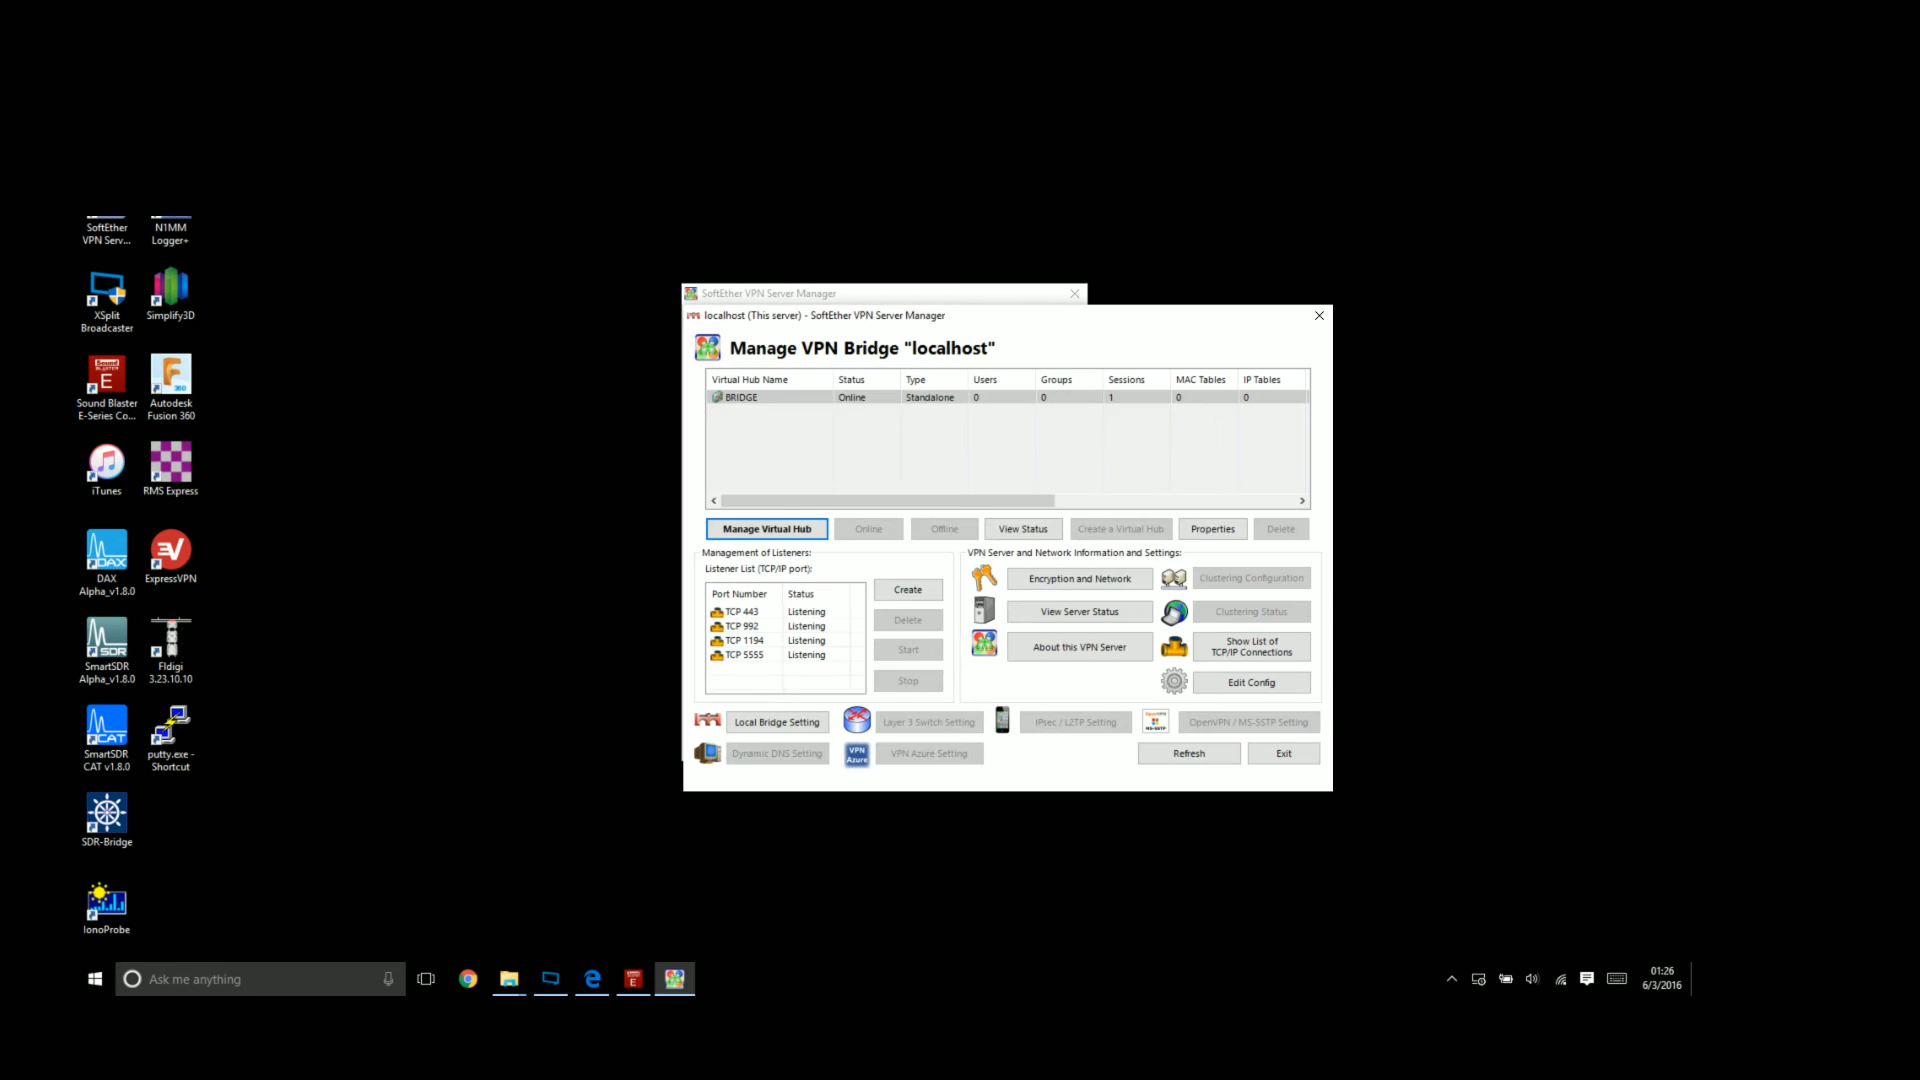 SoftEther
VPN Serv...
N1MM
Logger+
XSplit
Broadcaster
Simplify3D
Sound Blaster
E-Series Co...
Autodesk
Fusion 360
iTunes
RMS Express
DAX
Alpha_v1.8.0
ExpressVPN
SmartSDR
Alpha_v1.8.0
Fldigi
3.23.10.10
SmartSDR
CAT v1.8.0
putty.exe -
Shortcut
SDR-Bridge
IonoProbe
SoftEther VPN Server Manager
localhost (This server) - SoftEther VPN Server Manager
Manage VPN Bridge "localhost"
Virtual Hub Name Status Type Users Groups Sessions MAC Tables IP Tables
BRIDGE Online Standalone 0 0 1 0 0
Manage Virtual Hub Online Offline View Status Create a Virtual Hub Properties Delete
Management of Listeners:
Listener List (TCP/IP port):
Port Number Status
TCP 443 Listening
TCP 992 Listening
TCP 1194 Listening
TCP 5555 Listening
Create
Delete
Start
Stop
VPN Server and Network Information and Settings:
Encryption and Network Clustering Configuration
View Server Status Clustering Status
About this VPN Server Show List of
TCP/IP Connections
Edit Config
Local Bridge Setting Layer 3 Switch Setting IPsec / L2TP Setting OpenVPN / MS-SSTP Setting
Dynamic DNS Setting VPN Azure Setting Refresh Exit
Ask me anything
01:26
6/3/2016